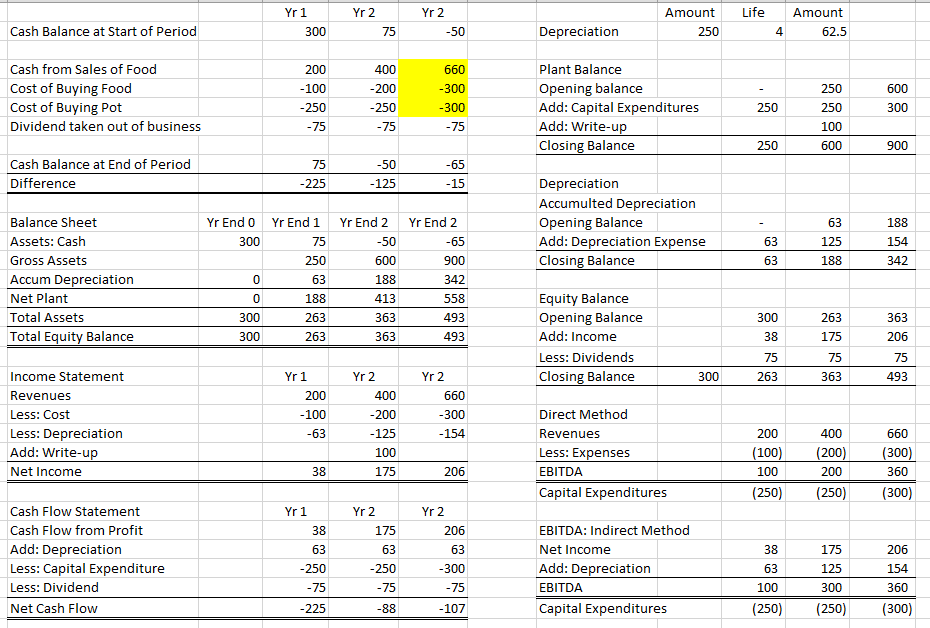 Yr 1 Yr 2 Yr 2
Cash Balance at Start of Period 300 75 -50
Cash from Sales of Food 200 400 660
Cost of Buying Food -100 -200 -300
Cost of Buying Pot -250 -250 -300
Dividend taken out of business -75 -75 -75
Cash Balance at End of Period 75 -50 -65
Difference -225 -125 -15
Balance Sheet Yr End 0 Yr End 1 Yr End 2 Yr End 2
Assets: Cash 300 75 -50 -65
Gross Assets 250 600 900
Accum Depreciation 0 63 188 342
Net Plant 0 188 413 558
Total Assets 300 263 363 493
Total Equity Balance 300 263 363 493
Income Statement Yr 1 Yr 2 Yr 2
Revenues 200 400 660
Less: Cost -100 -200 -300
Less: Depreciation -63 -125 -154
Add: Write-up 100
Net Income 38 175 206
Cash Flow Statement Yr 1 Yr 2 Yr 2
Cash Flow from Profit 38 175 206
Add: Depreciation 63 63 63
Less: Capital Expenditure -250 -250 -300
Less: Dividend -75 -75 -75
Net Cash Flow -225 -88 -107
Amount Life Amount
Depreciation 250 4 62.5
Plant Balance
Opening balance - 250 600
Add: Capital Expenditures 250 250 300
Add: Write-up 100
Closing Balance 250 600 900
Depreciation
Accumulted Depreciation
Opening Balance - 63 188
Add: Depreciation Expense 63 125 154
Closing Balance 63 188 342
Equity Balance
Opening Balance 300 263 363
Add: Income 38 175 206
Less: Dividends 75 75 75
Closing Balance 300 263 363 493
Direct Method
Revenues 200 400 660
Less: Expenses (100) (200) (300)
EBITDA 100 200 360
Capital Expenditures (250) (250) (300)
EBITDA: Indirect Method
Net Income 38 175 206
Add: Depreciation 63 125 154
EBITDA 100 300 360
Capital Expenditures (250) (250) (300)